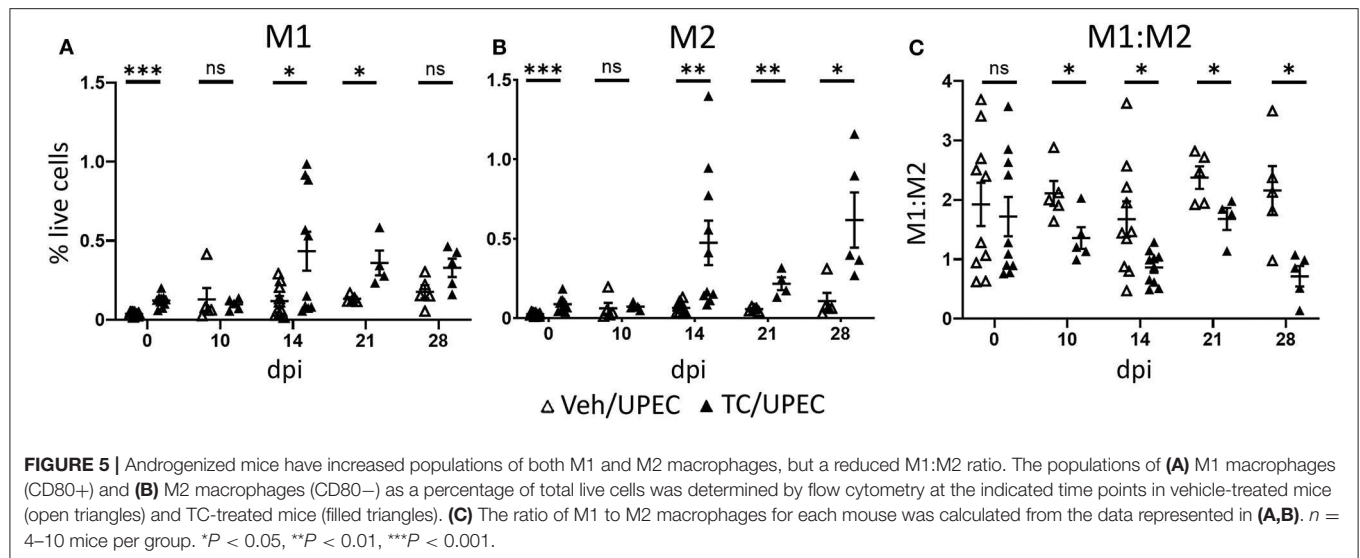 A M1
*** ns * * ns
% live cells
1.5
1.0
0.5
0
0 10 14 21 28
dpi
B M2
*** ns ** ** *
1.5
1.0
0.5
0.0
0 10 14 21 28
dpi
C M1:M2
ns * * * *
M1:M2
4
3
2
1
0
0 10 14 21 28
dpi
△ Veh/UPEC ▲ TC/UPEC
FIGURE 5 | Androgenized mice have increased populations of both M1 and M2 macrophages, but a reduced M1:M2 ratio. The populations of (A) M1 macrophages
(CD80+) and (B) M2 macrophages (CD80−) as a percentage of total live cells was determined by flow cytometry at the indicated time points in vehicle-treated mice
(open triangles) and TC-treated mice (filled triangles). (C) The ratio of M1 to M2 macrophages for each mouse was calculated from the data represented in (A,B). n =
4–10 mice per group. *P < 0.05, **P < 0.01, ***P < 0.001.